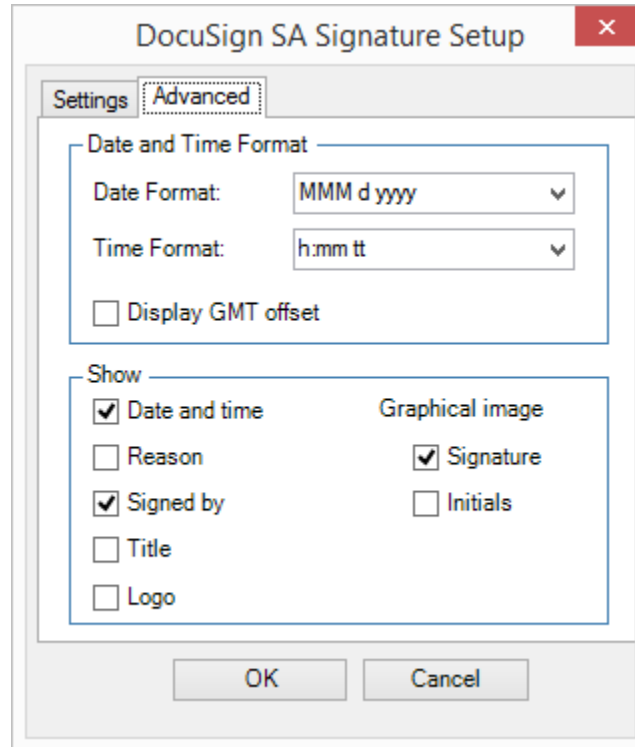 DocuSign SA Signature Setup
Settings Advanced
Date and Time Format
Date Format: MMM d yyyy
Time Format: h:mm tt
Display GMT offset
Show
Date and time Graphical image
Reason Signature
Signed by Initials
Title
Logo
OK Cancel